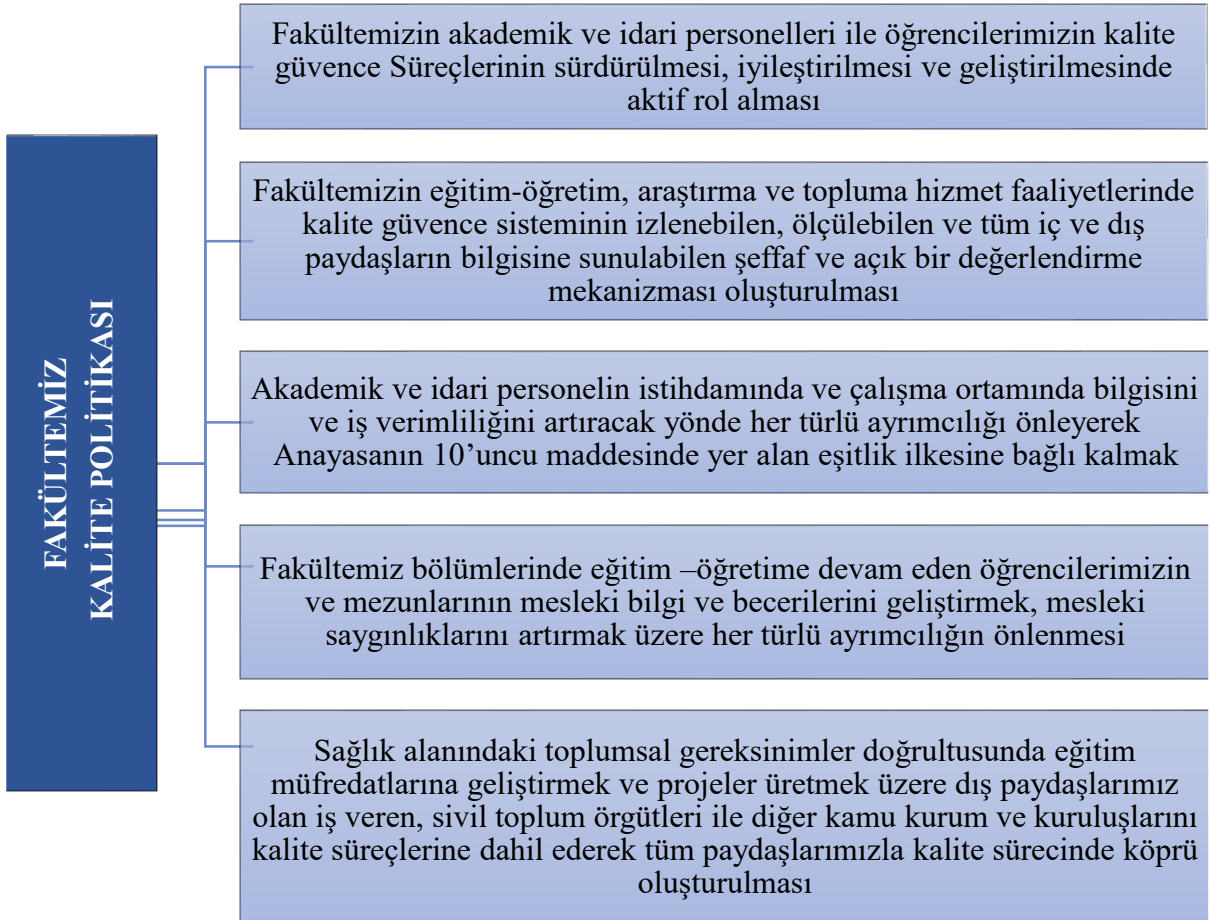 FAKÜLTEMİZ
KALİTE POLİTİKASI
Fakültemizin akademik ve idari personelleri ile öğrencilerimizin kalite
güvence Süreçlerinin sürdürülmesi, iyileştirilmesi ve geliştirilmesinde
aktif rol alması
Fakültemizin eğitim-öğretim, araştırma ve topluma hizmet faaliyetlerinde
kalite güvence sisteminin izlenebilen, ölçülebilen ve tüm iç ve dış
paydaşların bilgisine sunulabilen şeffaf ve açık bir değerlendirme
mekanizması oluşturulması
Akademik ve idari personelin istihdamında ve çalışma ortamında bilgisini
ve iş verimliliğini artıracak yönde her türlü ayrımcılığı önleyerek
Anayasanın 10’uncu maddesinde yer alan eşitlik ilkesine bağlı kalmak
Fakültemiz bölümlerinde eğitim –öğretime devam eden öğrencilerimizin
ve mezunlarının mesleki bilgi ve becerilerini geliştirmek, mesleki
saygınlıklarını artırmak üzere her türlü ayrımcılığın önlenmesi
Sağlık alanındaki toplumsal gereksinimler doğrultusunda eğitim
müfredatlarına geliştirmek ve projeler üretmek üzere dış paydaşlarımız
olan iş veren, sivil toplum örgütleri ile diğer kamu kurum ve kuruluşlarını
kalite süreçlerine dahil ederek tüm paydaşlarımızla kalite sürecinde köprü
oluşturulması